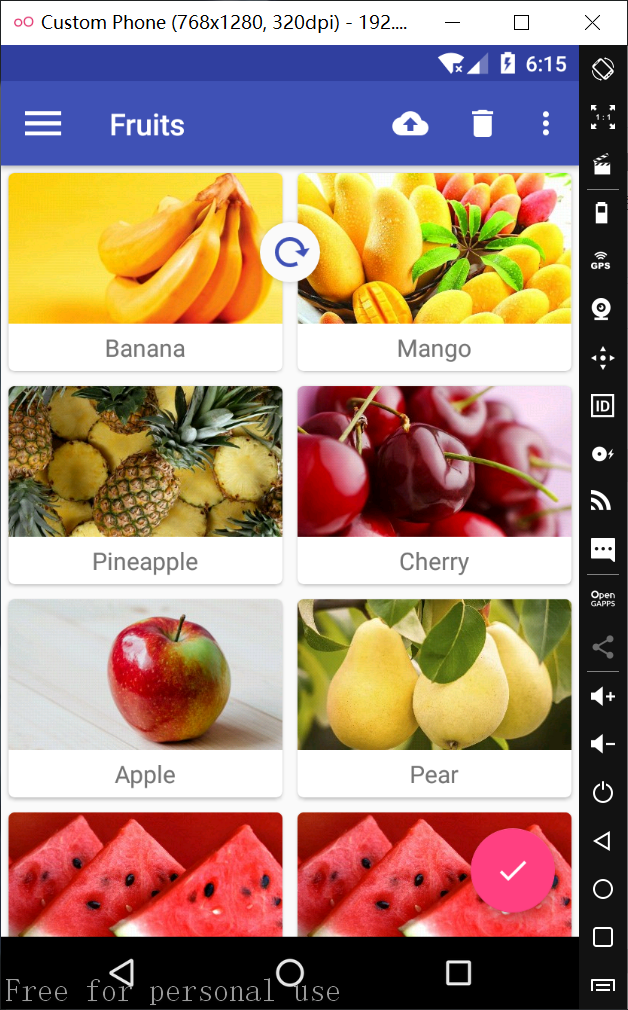 Custom Phone (768x1280, 320dpi) - 192....
6:15
Fruits
1:1
Banana
Mango
GPS
Pineapple
Cherry
ID
Open
GAPPS
Apple
Pear
Free for personal use